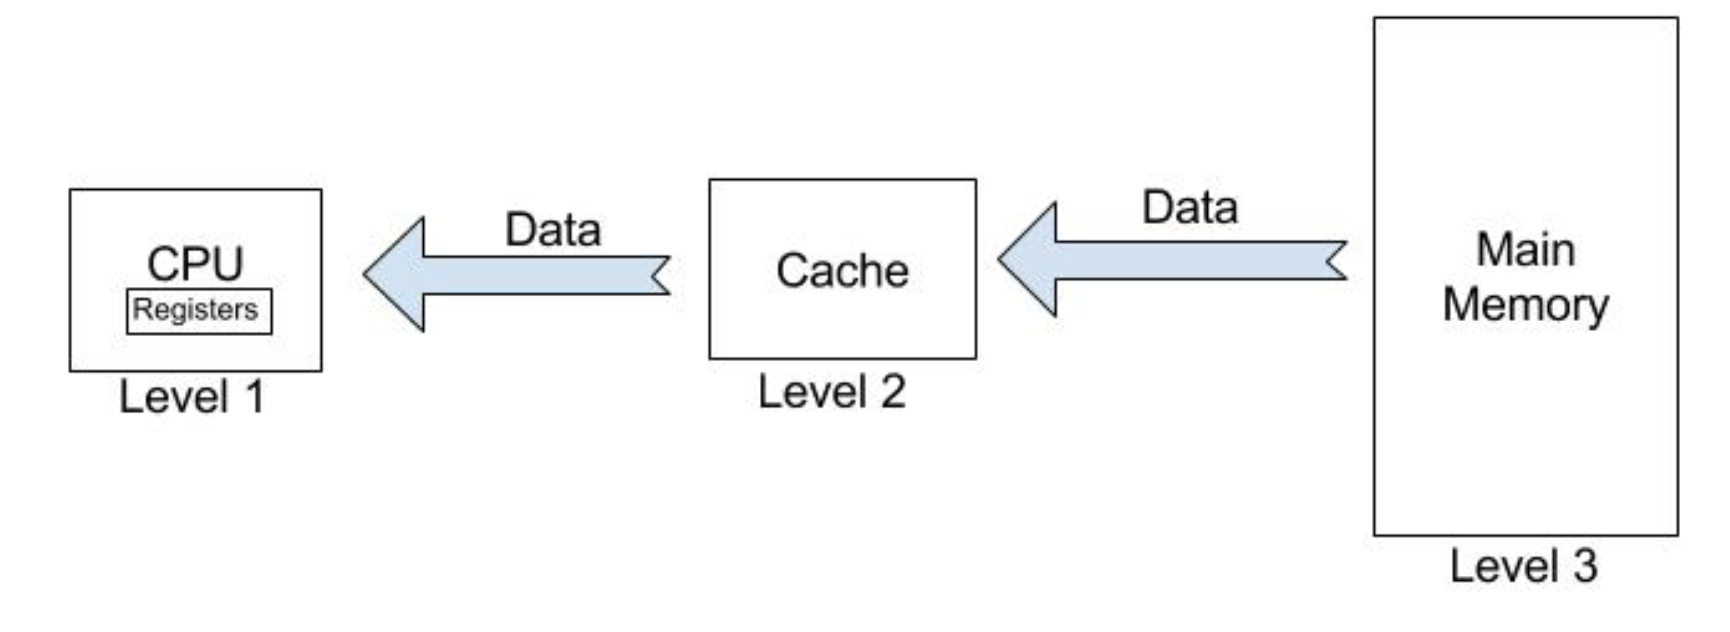 CPU
Registers
Level 1
Data
Cache
Level 2
Data
Main
Memory
Level 3